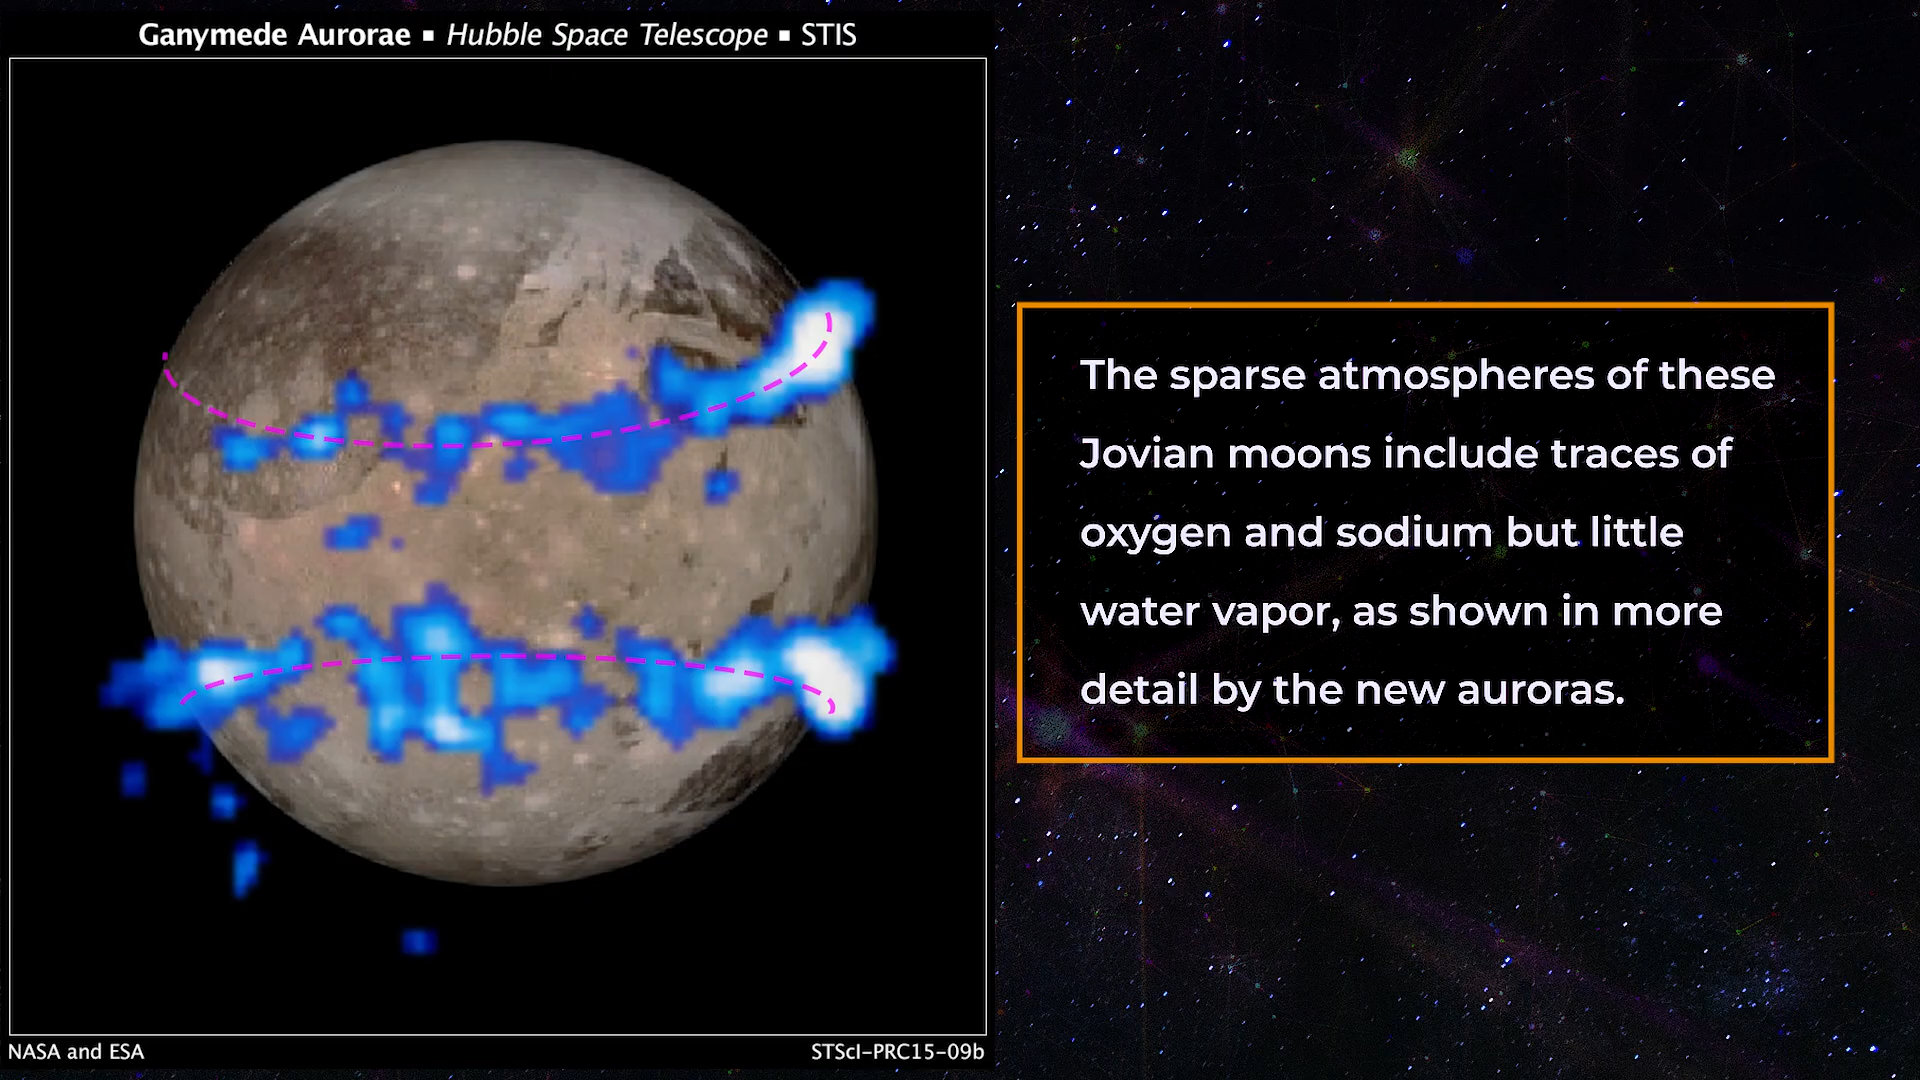 Ganymede Aurorae ▪ Hubble Space Telescope ▪ STIS
The sparse atmospheres of these
Jovian moons include traces of
oxygen and sodium but little
water vapor, as shown in more
detail by the new auroras.
NASA and ESA
STScI-PRC15-09b